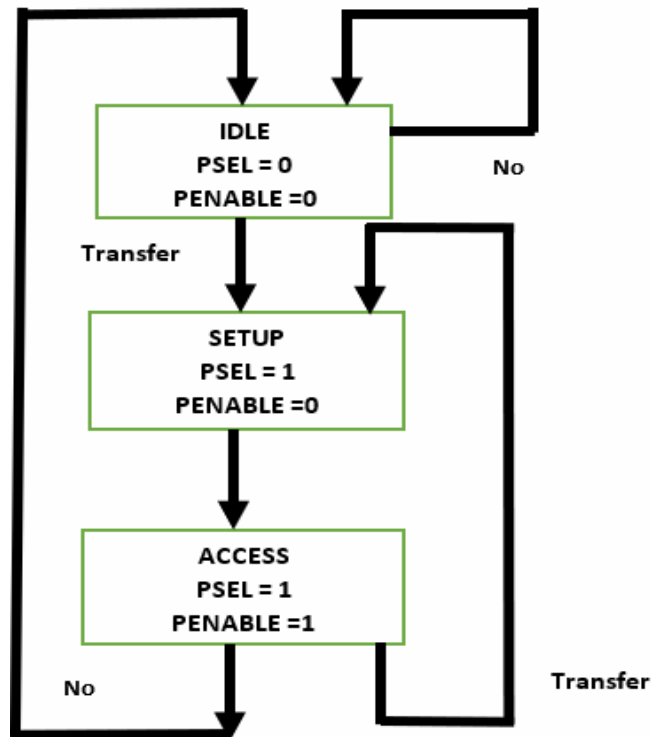 IDLE
PSEL = 0
PENABLE =0
No
Transfer
SETUP
PSEL = 1
PENABLE =0
ACCESS
PSEL = 1
PENABLE =1
No
Transfer